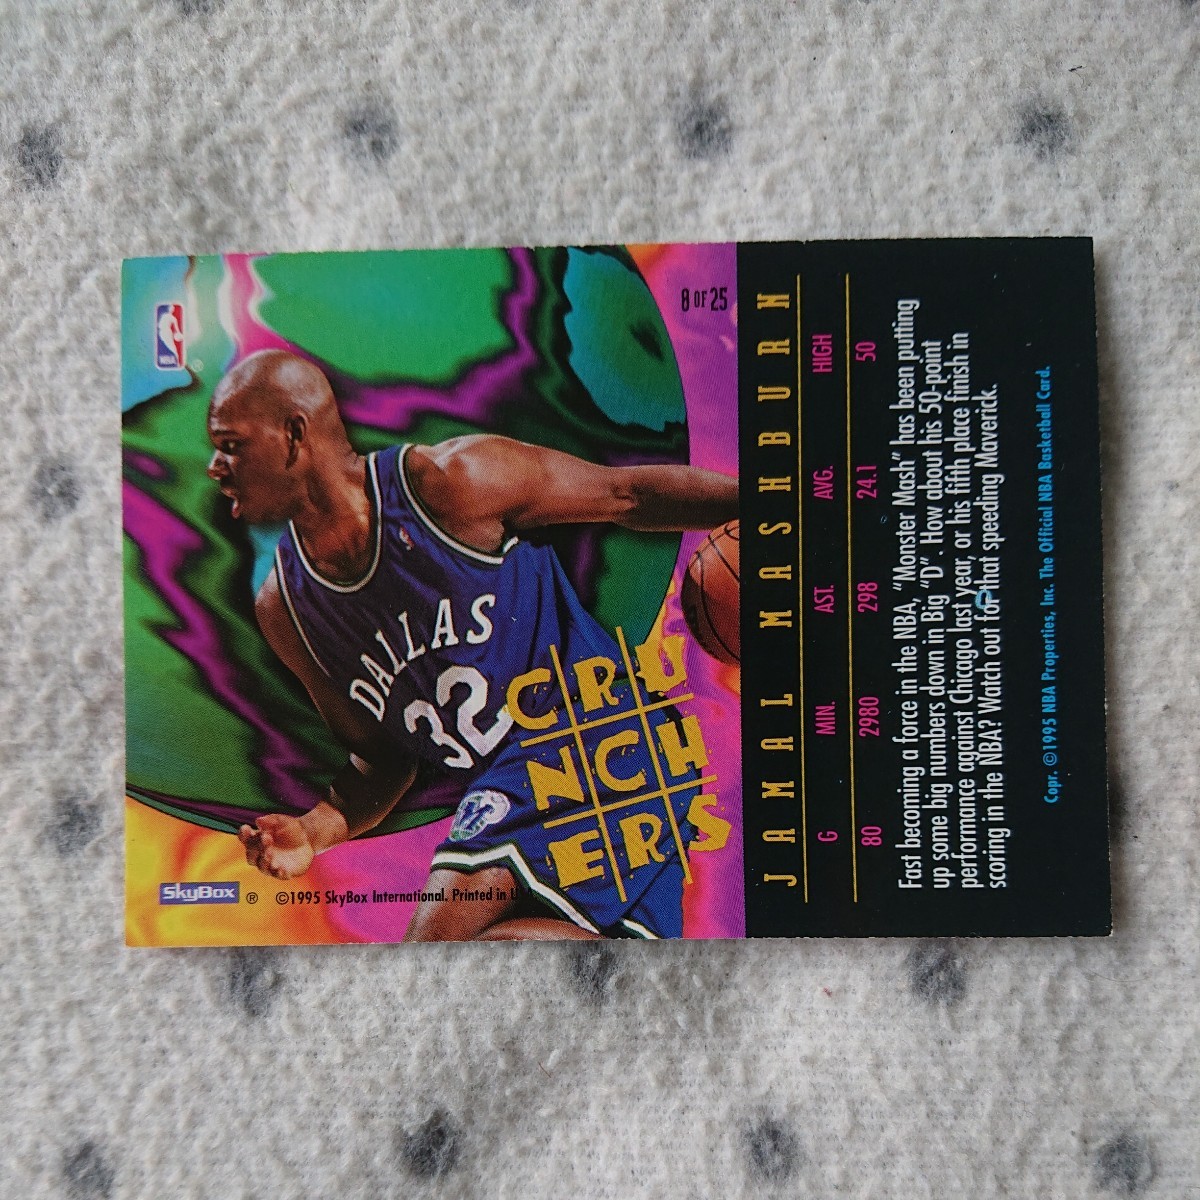 NBA
®
8 OF 25
DALLAS
32
CRU
NCH
ERS
SkyBox ® ©1995 SkyBox International. Printed in U
JAMAL MASHBURN
G MIN. AST. AVG. HIGH
80 2980 298 24.1 50
Fast becoming a force in the NBA, "Monster Mash" has been putting
up some big numbers down in Big "D". How about his 50-point
performance against Chicago last year, or his fifth place finish in
scoring in the NBA? Watch out for that speeding Maverick.
Copr. ©1995 NBA Properties, Inc. The Official NBA Basketball Card.